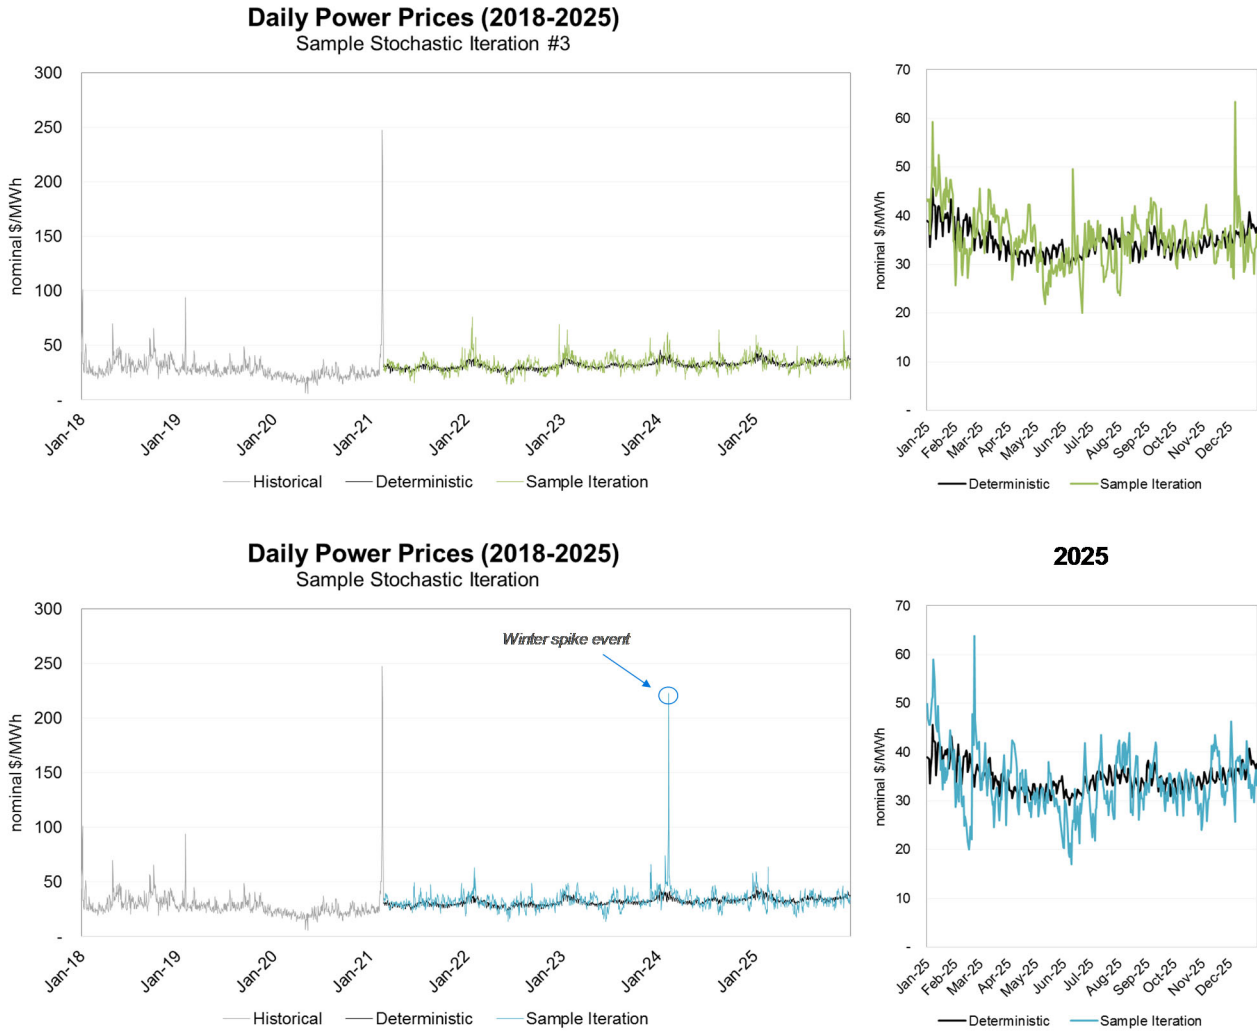 Daily Power Prices (2018-2025)
Sample Stochastic Iteration #3
nominal $/MWh
300
250
200
150
100
50
-
Jan-18
Jan-19
Jan-20
Jan-21
Jan-22
Jan-23
Jan-24
Jan-25
Historical
Deterministic
Sample Iteration
nominal $/MWh
70
60
50
40
30
20
10
-
Jan-25
Feb-25
Mar-25
Apr-25
May-25
Jun-25
Jul-25
Aug-25
Sep-25
Oct-25
Nov-25
Dec-25
Deterministic
Sample Iteration
Daily Power Prices (2018-2025)
Sample Stochastic Iteration
nominal $/MWh
300
250
200
150
100
50
-
Winter spike event
Jan-18
Jan-19
Jan-20
Jan-21
Jan-22
Jan-23
Jan-24
Jan-25
Historical
Deterministic
Sample Iteration
2025
nominal $/MWh
70
60
50
40
30
20
10
-
Jan-25
Feb-25
Mar-25
Apr-25
May-25
Jun-25
Jul-25
Aug-25
Sep-25
Oct-25
Nov-25
Dec-25
Deterministic
Sample Iteration